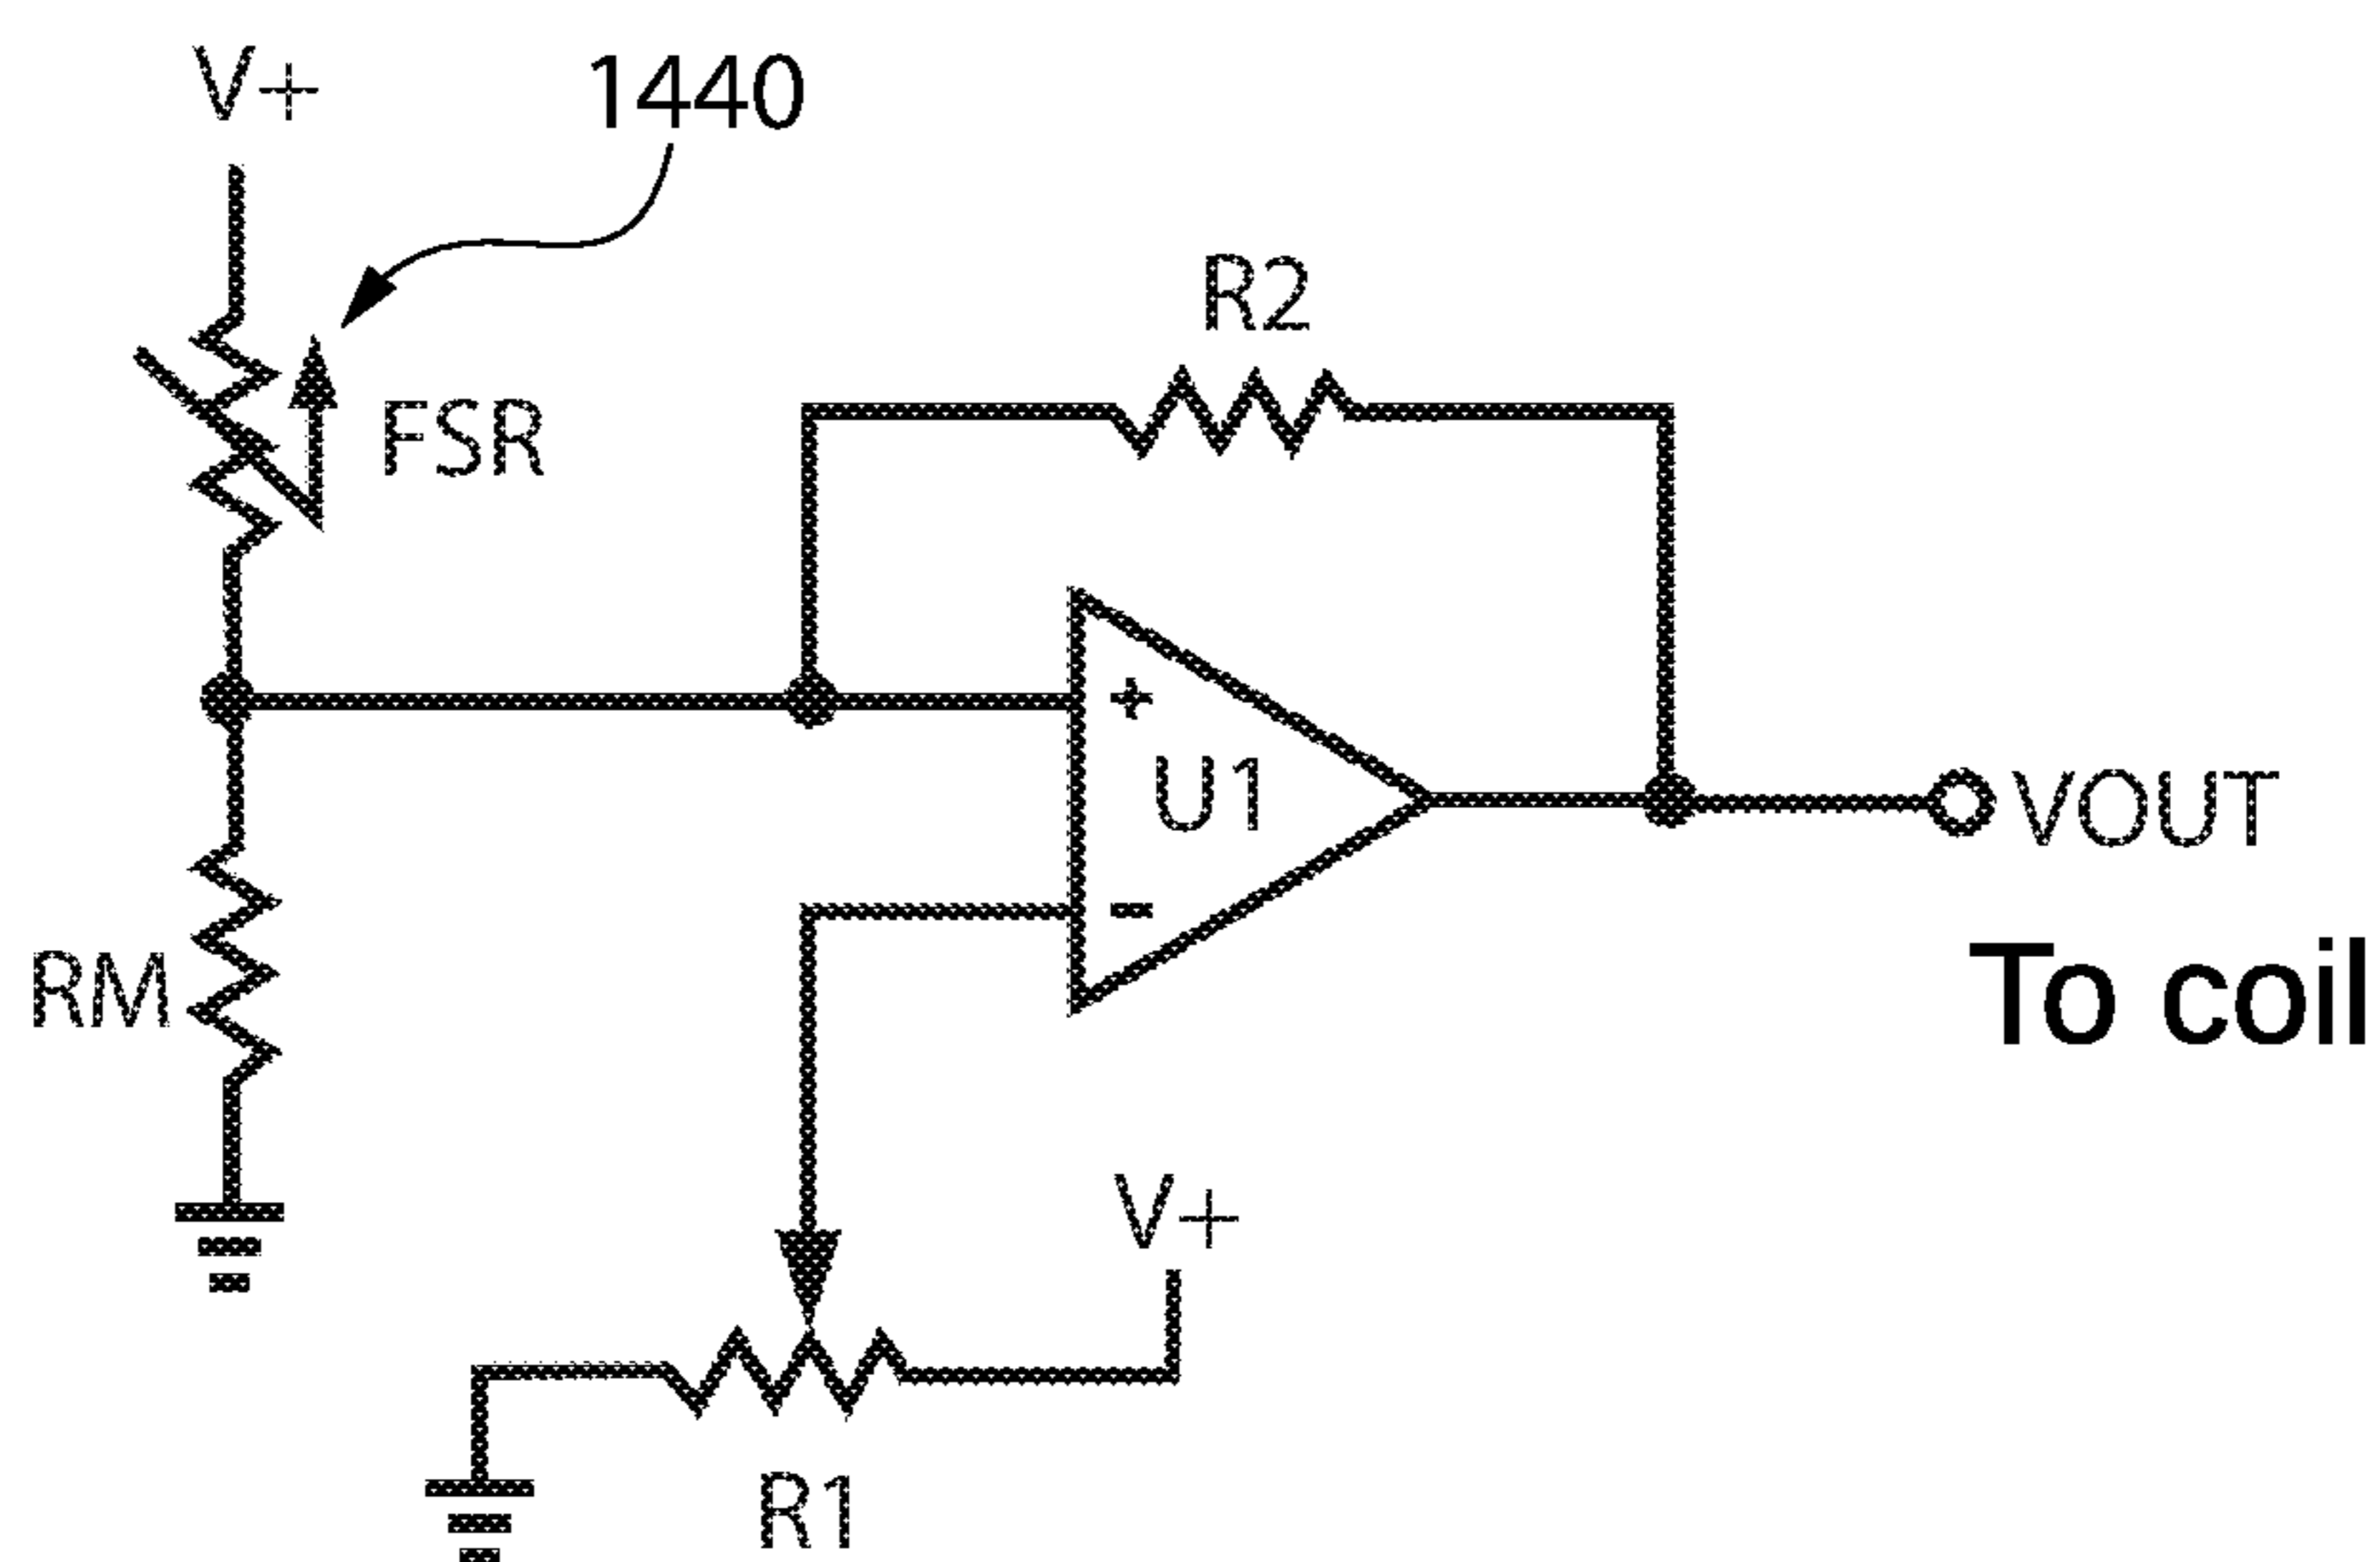 V+
1440
R2
FSR
+
U1
VOUT
-
RM
To coil
V+
R1